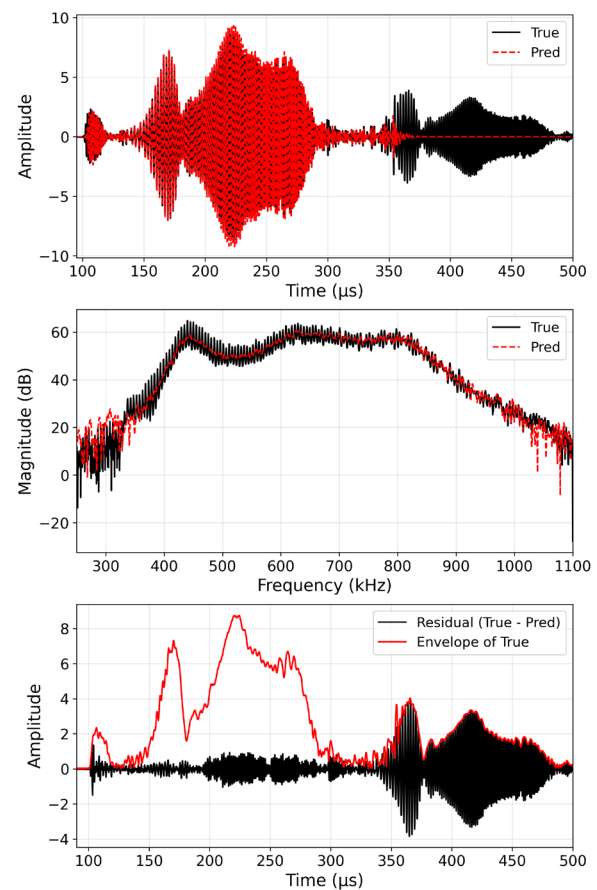 True
Pred
10
5
0
−5
−10
Amplitude
100 150 200 250 300 350 400 450 500
Time (μs)
True
Pred
60
40
20
0
−20
Magnitude (dB)
300 400 500 600 700 800 900 1000 1100
Frequency (kHz)
Residual (True - Pred)
Envelope of True
8
6
4
2
0
−2
−4
Amplitude
100 150 200 250 300 350 400 450 500
Time (μs)